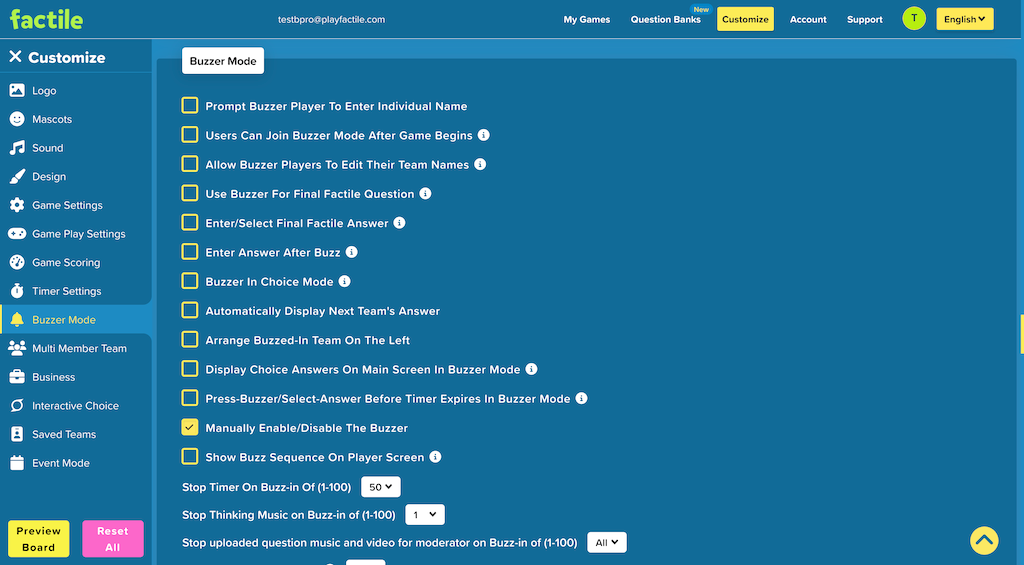 factile
testbpro@playfactile.com
My Games
Question Banks
New
Customize
Account
Support
T
English
Customize
Logo
Mascots
Sound
Design
Game Settings
Game Play Settings
Game Scoring
Timer Settings
Buzzer Mode
Multi Member Team
Business
Interactive Choice
Saved Teams
Event Mode
Preview
Board
Reset
All
Buzzer Mode
Prompt Buzzer Player To Enter Individual Name
Users Can Join Buzzer Mode After Game Begins
Allow Buzzer Players To Edit Their Team Names
Use Buzzer For Final Factile Question
Enter/Select Final Factile Answer
Enter Answer After Buzz
Buzzer In Choice Mode
Automatically Display Next Team's Answer
Arrange Buzzed-In Team On The Left
Display Choice Answers On Main Screen In Buzzer Mode
Press-Buzzer/Select-Answer Before Timer Expires In Buzzer Mode
Manually Enable/Disable The Buzzer
Show Buzz Sequence On Player Screen
Stop Timer On Buzz-in Of (1-100) 50
Stop Thinking Music on Buzz-in of (1-100) 1
Stop uploaded question music and video for moderator on Buzz-in of (1-100) All